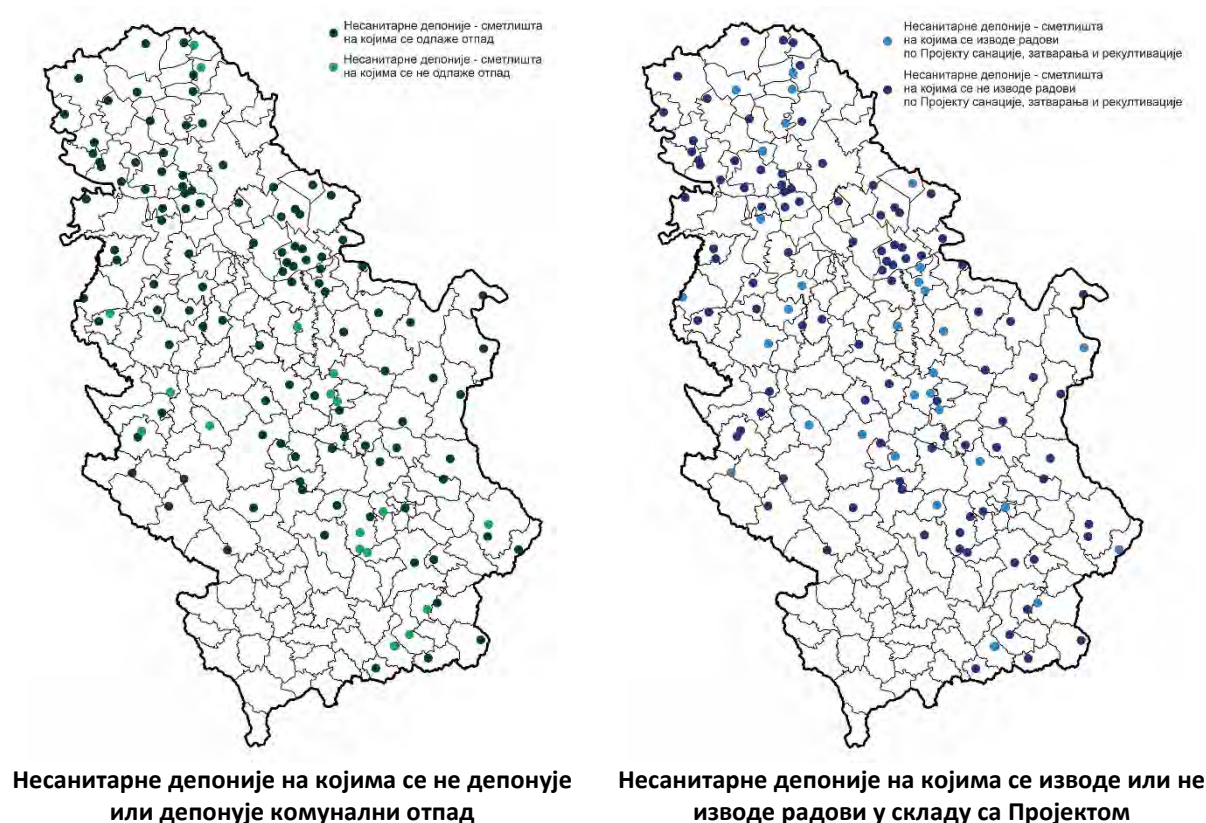 Несанитарне депоније - сметлишта
на којима се одлаже отпад
Несанитарне депоније - сметлишта
на којима се не одлаже отпад
Несанитарне депоније - сметлишта
на којима се изводе радови
по Пројекту санације, затварања и рекултивације
Несанитарне депоније - сметлишта
на којима се не изводе радови
по Пројекту санације, затварања и рекултивације
Несанитарне депоније на којима се не депонује
или депонује комунални отпад
Несанитарне депоније на којима се изводе или не
изводе радови у складу са Пројектом